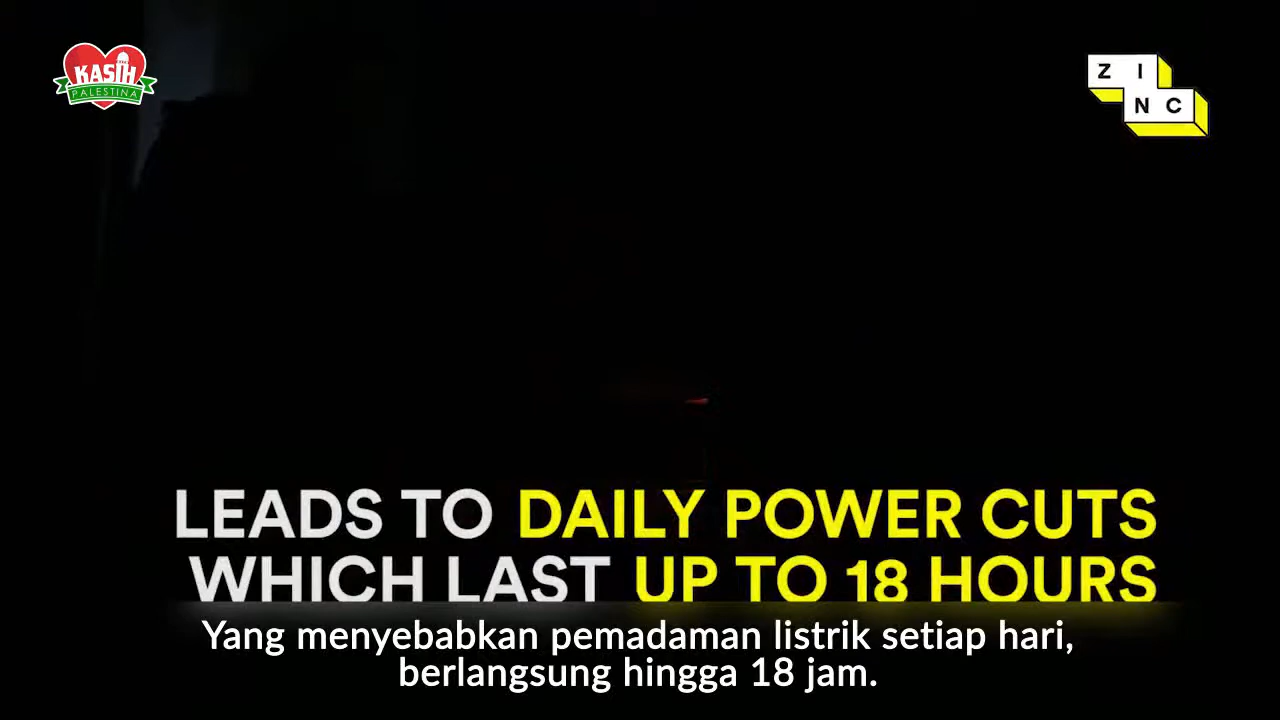 KASIH
PALESTINA
Z I
N C
LEADS TO DAILY POWER CUTS
WHICH LAST UP TO 18 HOURS
Yang menyebabkan pemadaman listrik setiap hari,
berlangsung hingga 18 jam.